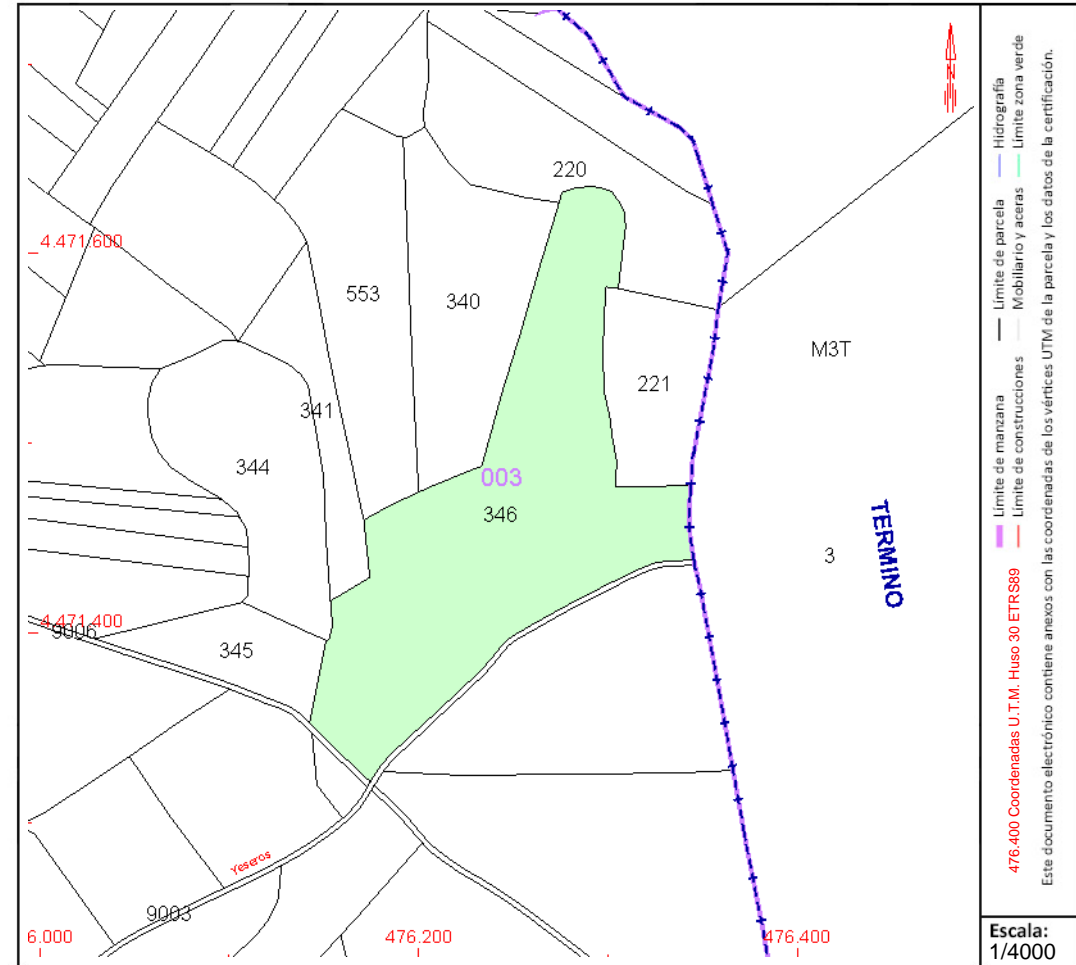 220
4.471.600
553
340
M3T
221
341
344
003
346
TERMINO
3
4.471.400
9006
345
Yeseros
9003
6.000
476.200
476.400
N
Límite de manzana
Límite de parcela
Hidrografía
Límite de construcciones
Mobiliario y aceras
Límite zona verde
476.400 Coordenadas U.T.M. Huso 30 ETRS89
Este documento electrónico contiene anexos con las coordenadas de los vértices UTM de la parcela y los datos de la certificación.
Escala:
1/4000